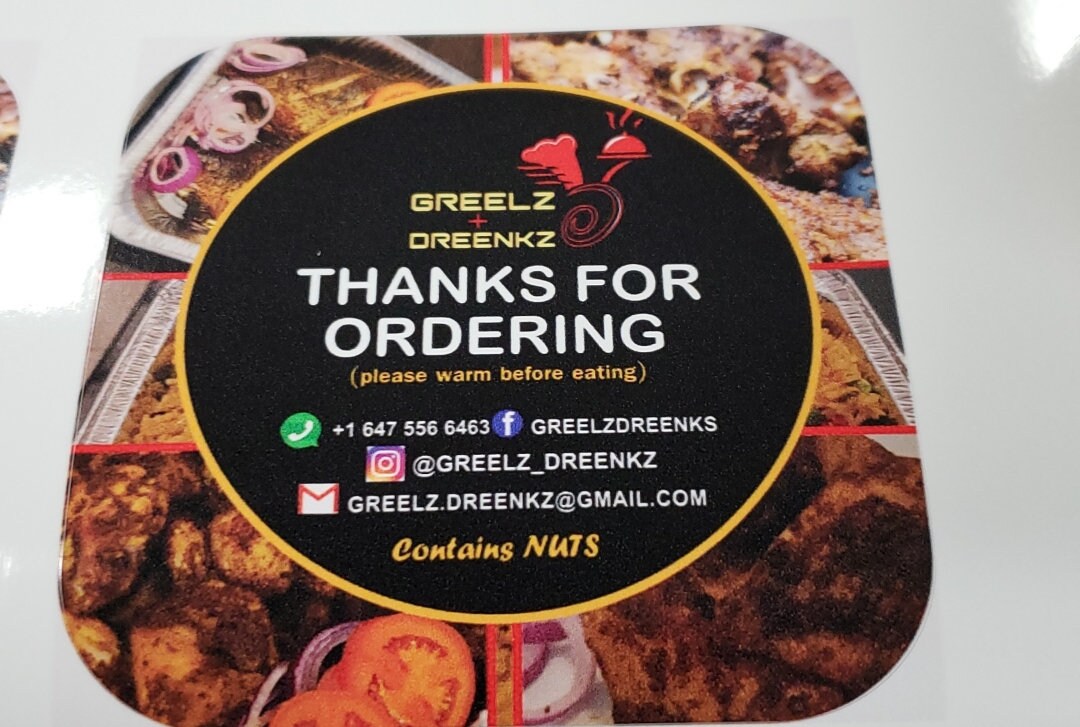 GREELZ
+
DREENKZ
THANKS FOR
ORDERING
(please warm before eating)
+1 647 556 6463 GREELZDREENKS
@GREELZ_DREENKZ
GREELZ.DREENKZ@GMAIL.COM
Contains NUTS